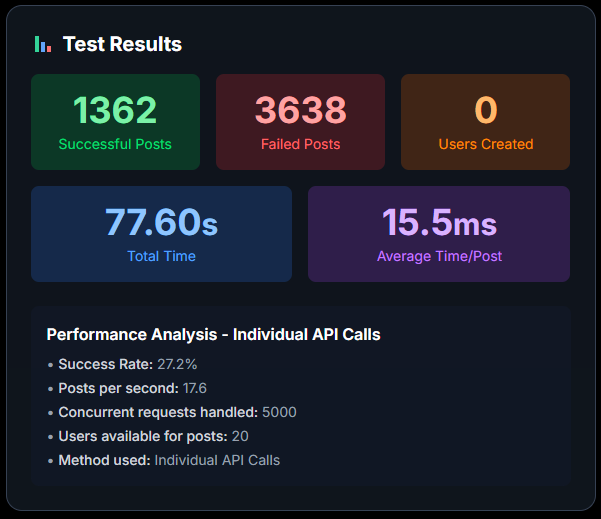 Test Results
1362
Successful Posts
3638
Failed Posts
0
Users Created
77.60s
Total Time
15.5ms
Average Time/Post
Performance Analysis - Individual API Calls
• Success Rate: 27.2%
• Posts per second: 17.6
• Concurrent requests handled: 5000
• Users available for posts: 20
• Method used: Individual API Calls